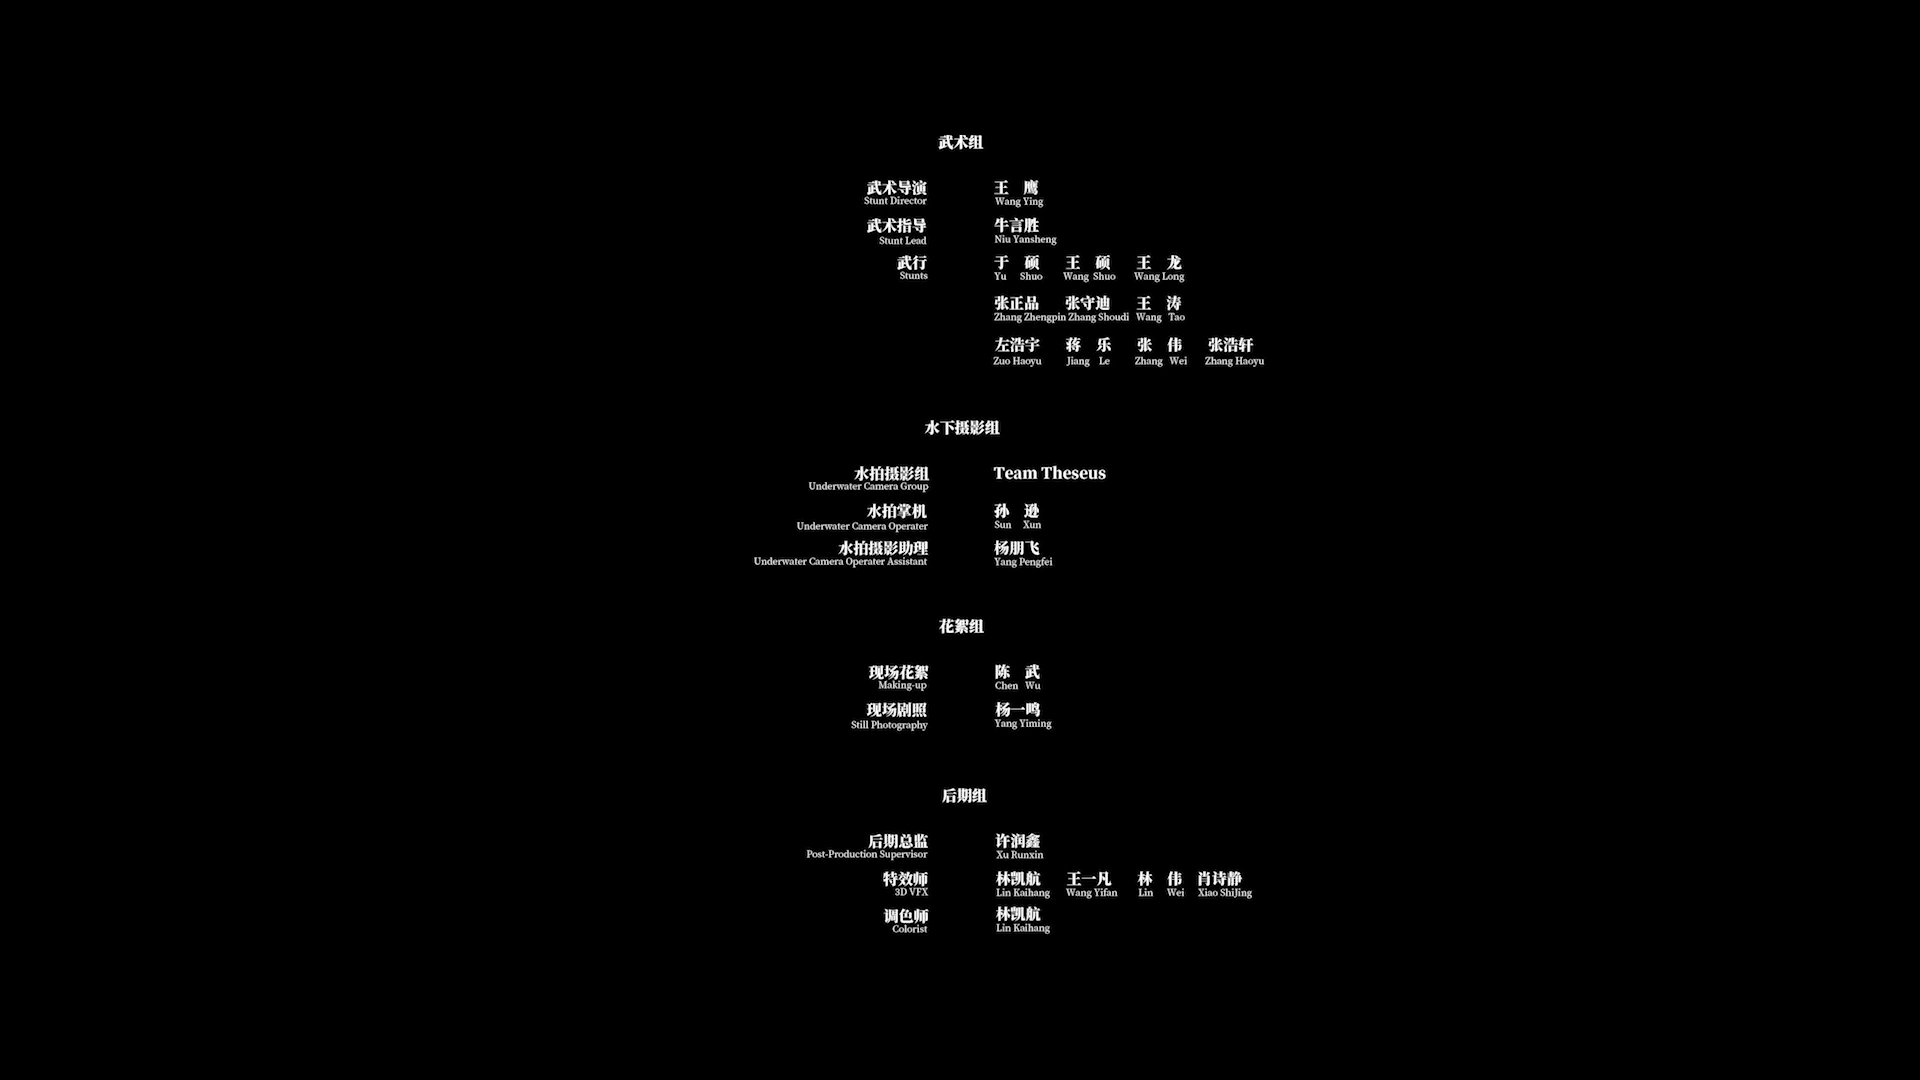 武术组
武术导演 王 鹰
Stunt Director Wang Ying
武术指导 牛言胜
Stunt Lead Niu Yansheng
武行 于 硕 王 硕 王 龙
Stunts Yu Shuo Wang Shuo Wang Long
张正品 张守迪 王 涛
Zhang Zhengpin Zhang Shoudi Wang Tao
左浩宇 蒋 乐 张 伟 张浩轩
Zuo Haoyu Jiang Le Zhang Wei Zhang Haoyu
水下摄影组
水拍摄影组 Team Theseus
Underwater Camera Group
水拍掌机 孙 逊
Underwater Camera Operater Sun Xun
水拍摄影助理 杨朋飞
Underwater Camera Operater Assistant Yang Pengfei
花絮组
现场花絮 陈 武
Making-up Chen Wu
现场剧照 杨一鸣
Still Photography Yang Yiming
后期组
后期总监 许润鑫
Post-Production Supervisor Xu Runxin
特效师 林凯航 王一凡 林 伟 肖诗静
3D VFX Lin Kaihang Wang Yifan Lin Wei Xiao ShiJing
调色师 林凯航
Colorist Lin Kaihang